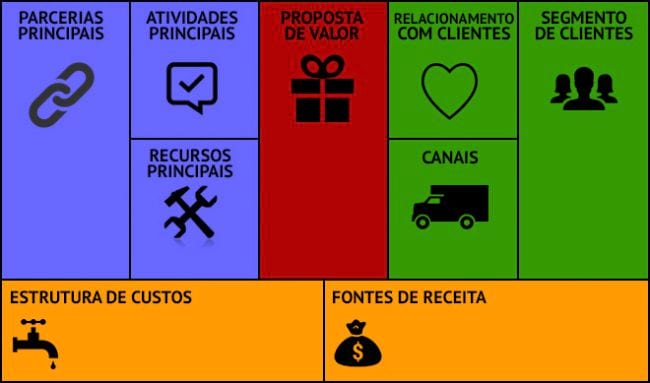 PARCERIAS
PRINCIPAIS
ATIVIDADES
PRINCIPAIS
RECURSOS
PRINCIPAIS
PROPOSTA
DE VALOR
RELACIONAMENTO
COM CLIENTES
CANAIS
SEGMENTO
DE CLIENTES
ESTRUTURA DE CUSTOS
FONTES DE RECEITA
$